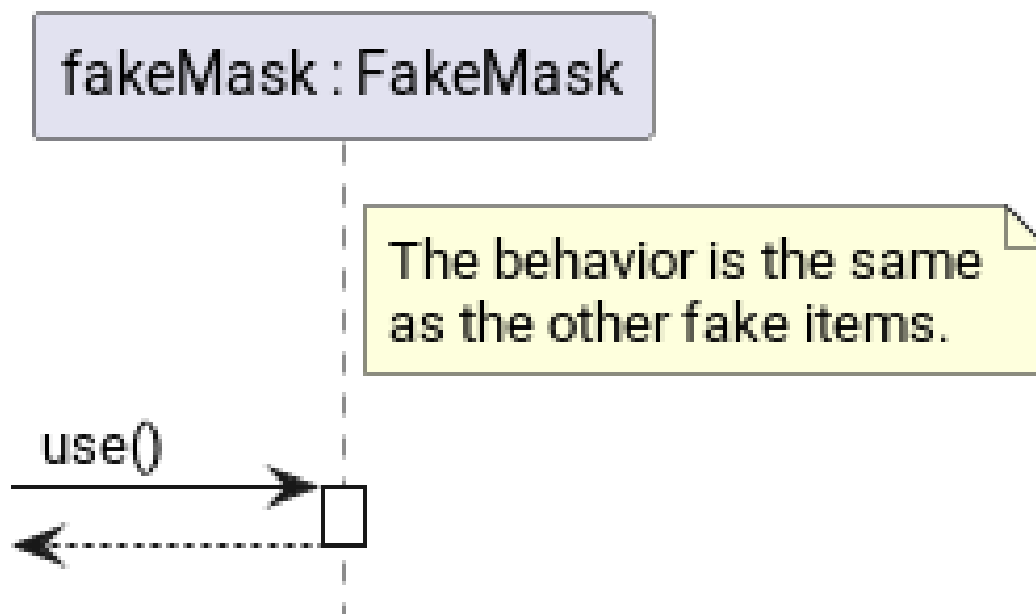 fakeMask : FakeMask
The behavior is the same
as the other fake items.
use()